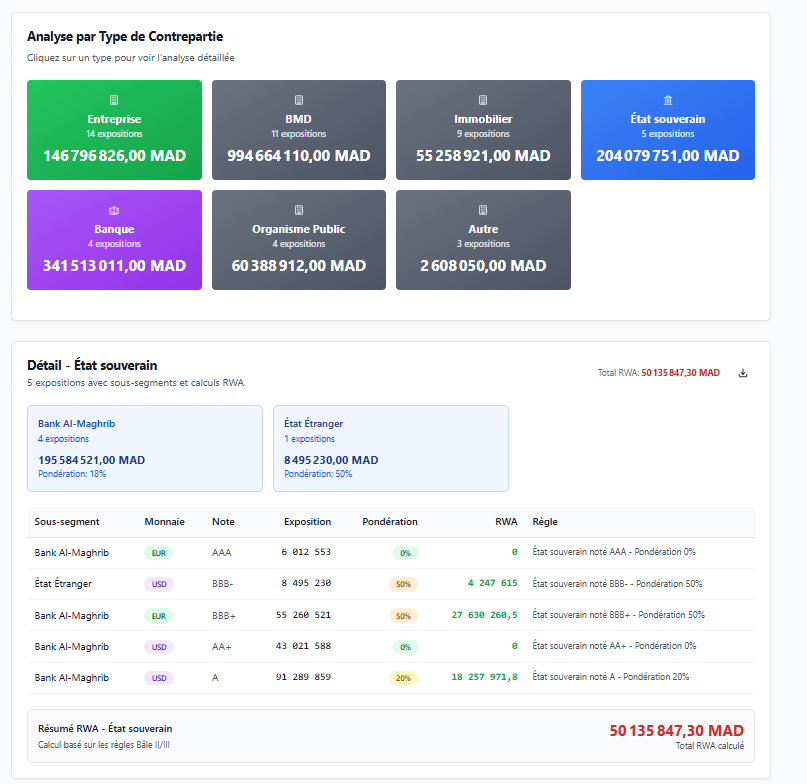 Analyse par Type de Contrepartie
Cliquez sur un type pour voir l'analyse détaillée
Entreprise
14 expositions
146 796 826,00 MAD
BMD
11 expositions
994 664 110,00 MAD
Immobilier
9 expositions
55 258 921,00 MAD
État souverain
5 expositions
204 079 751,00 MAD
Banque
4 expositions
341 513 011,00 MAD
Organisme Public
4 expositions
60 388 912,00 MAD
Autre
3 expositions
2 608 050,00 MAD
Détail - État souverain
5 expositions avec sous-segments et calculs RWA
Total RWA: 50 135 847,30 MAD
Bank Al-Maghrib
4 expositions
195 584 521,00 MAD
Pondération: 18%
État Étranger
1 expositions
8 495 230,00 MAD
Pondération: 50%
Sous-segment Monnaie Note Exposition Pondération RWA Règle
Bank Al-Maghrib EUR AAA 6 012 553 0% 0 État souverain noté AAA - Pondération 0%
État Étranger USD BBB- 8 495 230 50% 4 247 615 État souverain noté BBB- - Pondération 50%
Bank Al-Maghrib EUR BBB+ 55 260 521 50% 27 630 260,5 État souverain noté BBB+ - Pondération 50%
Bank Al-Maghrib USD AA+ 43 021 588 0% 0 État souverain noté AA+ - Pondération 0%
Bank Al-Maghrib USD A 91 289 859 20% 18 257 971,8 État souverain noté A - Pondération 20%
Résumé RWA - État souverain
Calcul basé sur les règles Bâle II/III
50 135 847,30 MAD
Total RWA calculé